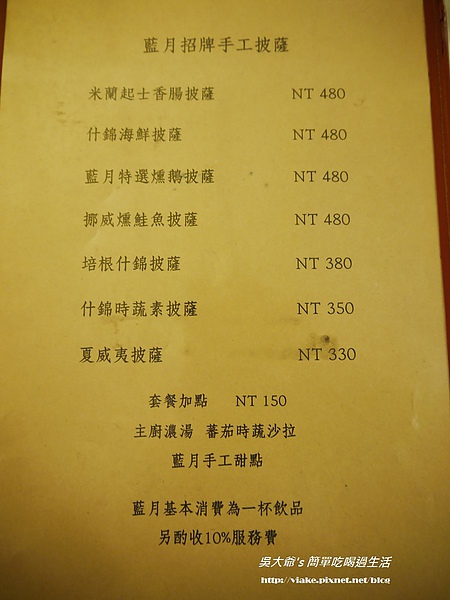 藍月招牌手工披薩
米蘭起士香腸披薩 NT 480
什錦海鮮披薩 NT 480
藍月特選燻鵝披薩 NT 480
挪威燻鮭魚披薩 NT 480
培根什錦披薩 NT 380
什錦時蔬素披薩 NT 350
夏威夷披薩 NT 330
套餐加點 NT 150
主廚濃湯 蕃茄時蔬沙拉
藍月手工甜點
藍月基本消費為一杯飲品
另酌收10%服務費
吳大爺's 簡單吃喝過生活
http://viake.pixnet.net/blog